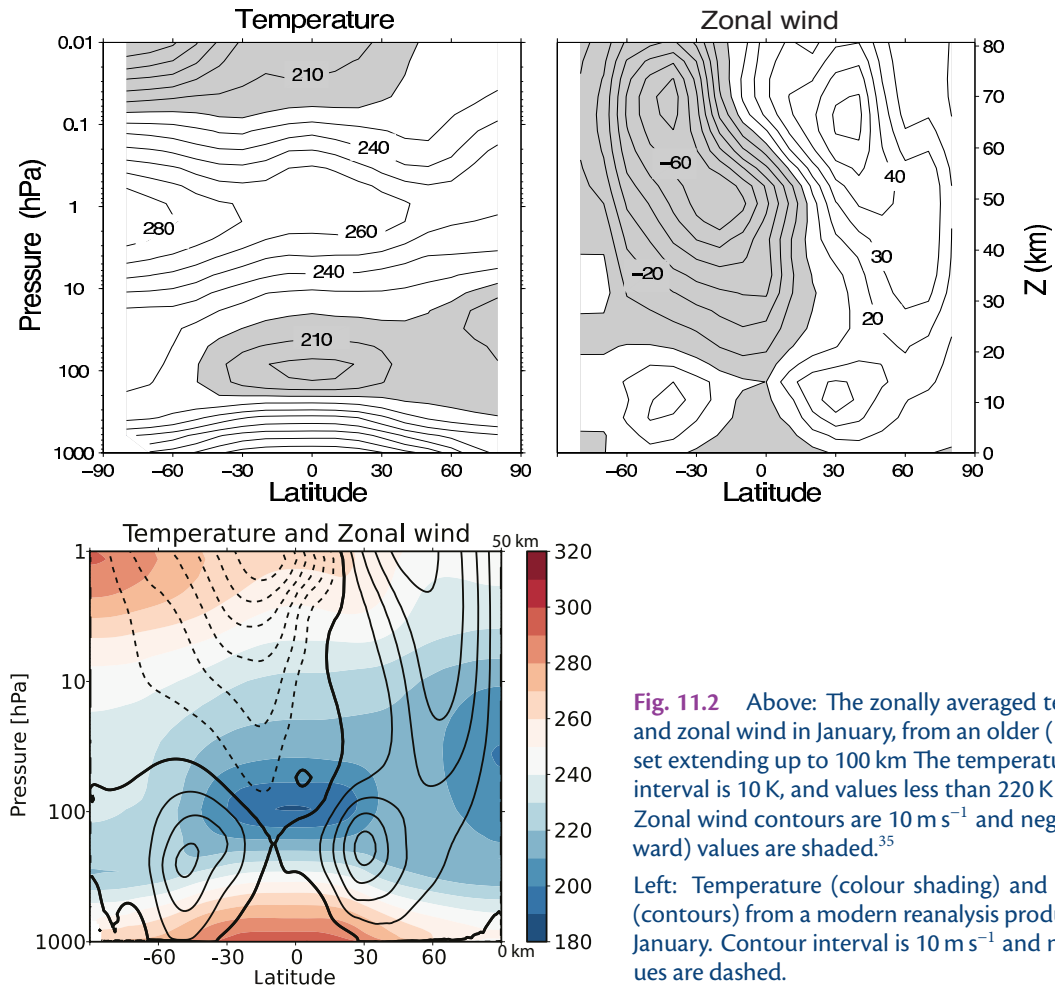 Temperature
Zonal wind
0.01
0.1
1
10
100
1000
Pressure (hPa)
210
240
280
260
240
210
−90
−60
−30
0
30
60
90
Latitude
−60
−20
40
30
20
−60
−30
0
30
60
Latitude
80
70
60
50
40
30
20
10
0
Z (km)
Temperature and Zonal wind
50 km
1
10
100
1000
Pressure [hPa]
-60
-30
0
30
60
0 km
Latitude
320
300
280
260
240
220
200
180
Fig. 11.2 Above: The zonally averaged te
and zonal wind in January, from an older (
set extending up to 100 km The temperatu
interval is 10 K, and values less than 220 K
Zonal wind contours are 10 m s−1 and neg
ward) values are shaded.35
Left: Temperature (colour shading) and
(contours) from a modern reanalysis produ
January. Contour interval is 10 m s−1 and n
ues are dashed.